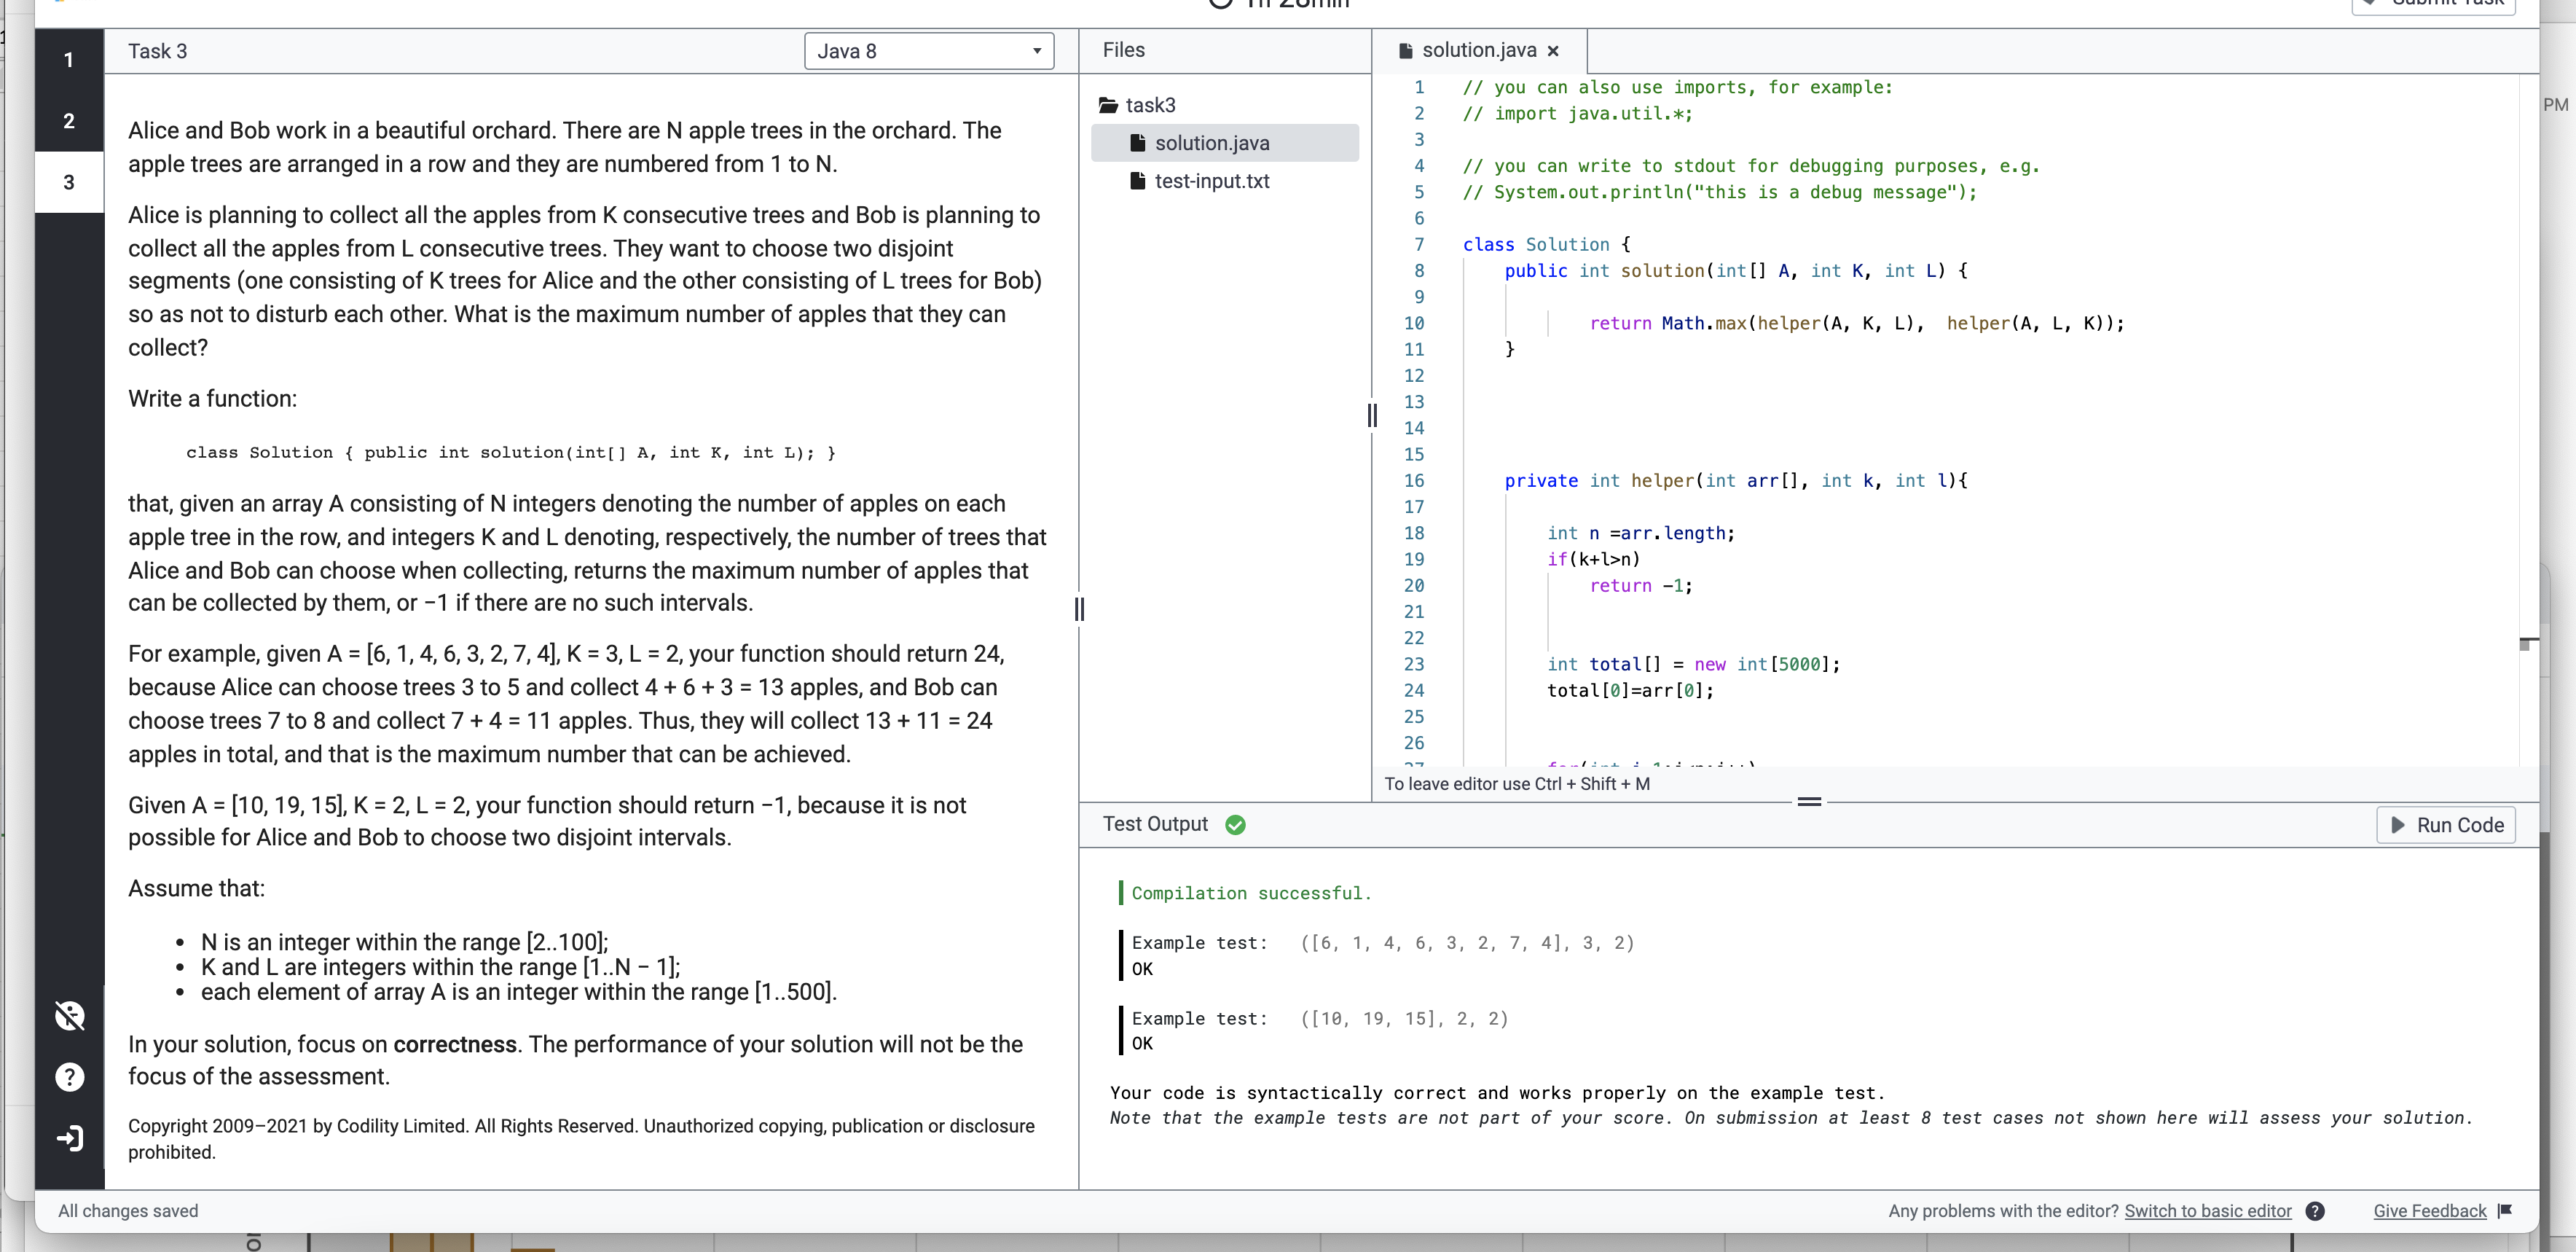 1
2
3
Task 3
Java 8
Alice and Bob work in a beautiful orchard. There are N apple trees in the orchard. The
apple trees are arranged in a row and they are numbered from 1 to N.
Alice is planning to collect all the apples from K consecutive trees and Bob is planning to
collect all the apples from L consecutive trees. They want to choose two disjoint
segments (one consisting of K trees for Alice and the other consisting of L trees for Bob)
so as not to disturb each other. What is the maximum number of apples that they can
collect?
Write a function:
class Solution { public int solution(int[] A, int K, int L); }
that, given an array A consisting of N integers denoting the number of apples on each
apple tree in the row, and integers K and L denoting, respectively, the number of trees that
Alice and Bob can choose when collecting, returns the maximum number of apples that
can be collected by them, or −1 if there are no such intervals.
For example, given A = [6, 1, 4, 6, 3, 2, 7, 4], K = 3, L = 2, your function should return 24,
because Alice can choose trees 3 to 5 and collect 4 + 6 + 3 = 13 apples, and Bob can
choose trees 7 to 8 and collect 7 + 4 = 11 apples. Thus, they will collect 13 + 11 = 24
apples in total, and that is the maximum number that can be achieved.
Given A = [10, 19, 15], K = 2, L = 2, your function should return −1, because it is not
possible for Alice and Bob to choose two disjoint intervals.
Assume that:
• N is an integer within the range [2..100];
• K and L are integers within the range [1..N − 1];
• each element of array A is an integer within the range [1..500].
In your solution, focus on correctness. The performance of your solution will not be the
focus of the assessment.
Copyright 2009–2021 by Codility Limited. All Rights Reserved. Unauthorized copying, publication or disclosure
prohibited.
Files
task3
solution.java
test-input.txt
solution.java ×
1 // you can also use imports, for example:
2 // import java.util.*;
3
4 // you can write to stdout for debugging purposes, e.g.
5 // System.out.println("this is a debug message");
6
7 class Solution {
8 public int solution(int[] A, int K, int L) {
9
10 return Math.max(helper(A, K, L), helper(A, L, K));
11 }
12
13
14
15
16 private int helper(int arr[], int k, int l){
17
18 int n =arr.length;
19 if(k+l>n)
20 return -1;
21
22
23 int total[] = new int[5000];
24 total[0]=arr[0];
25
26
To leave editor use Ctrl + Shift + M
Test Output
Run Code
Compilation successful.
Example test: ([6, 1, 4, 6, 3, 2, 7, 4], 3, 2)
OK
Example test: ([10, 19, 15], 2, 2)
OK
Your code is syntactically correct and works properly on the example test.
Note that the example tests are not part of your score. On submission at least 8 test cases not shown here will assess your solution.
All changes saved
Any problems with the editor? Switch to basic editor
Give Feedback
PM